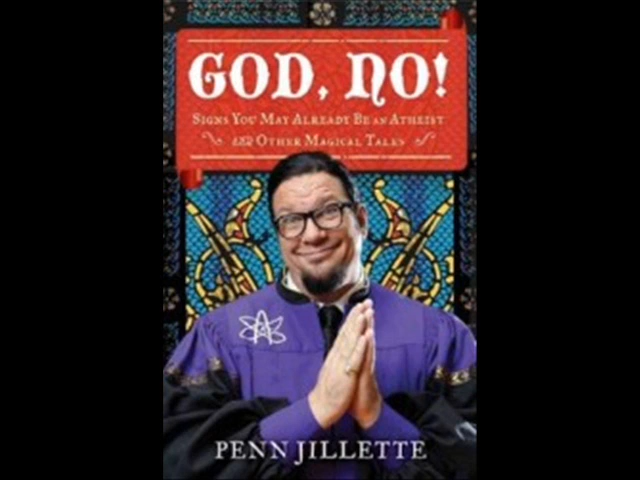 GOD, NO!
SIGNS YOU MAY ALREADY BE AN ATHEIST
AND OTHER MAGICAL TALES
PENN JILLETTE